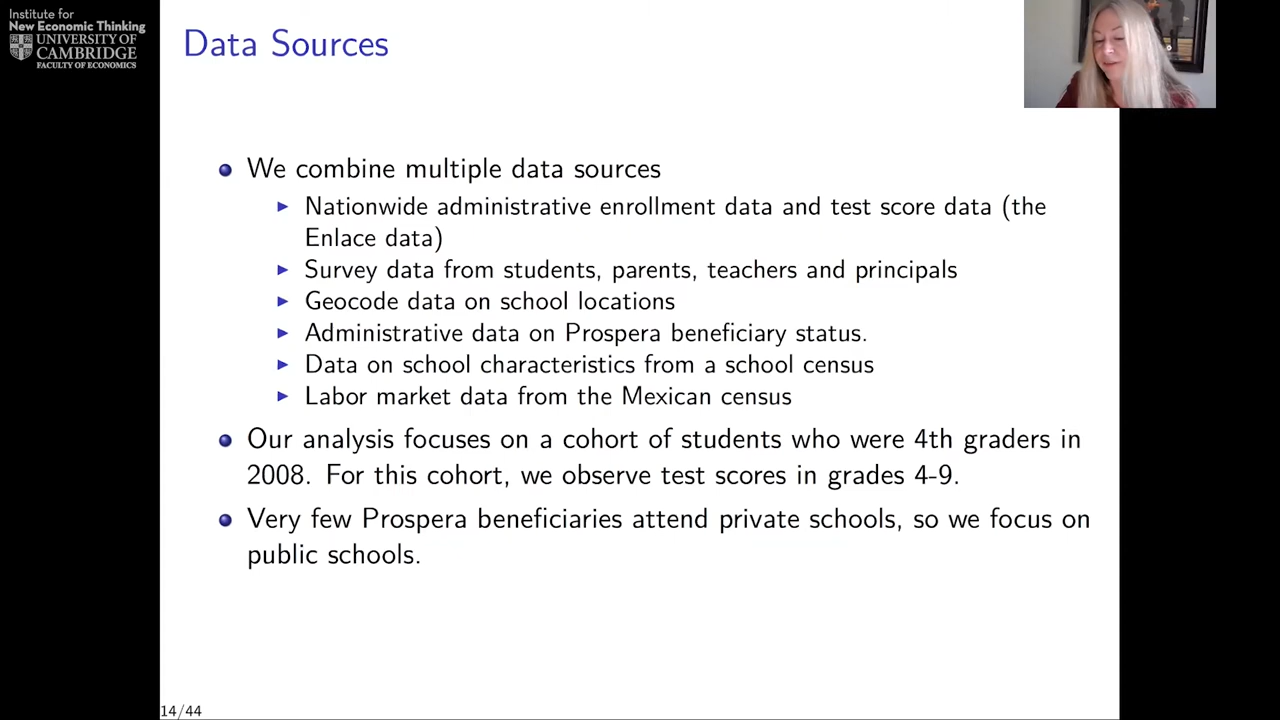 Institute for
New Economic Thinking
UNIVERSITY OF
CAMBRIDGE
FACULTY OF ECONOMICS
Data Sources
We combine multiple data sources
Nationwide administrative enrollment data and test score data (the
Enlace data)
Survey data from students, parents, teachers and principals
Geocode data on school locations
Administrative data on Prospera beneficiary status.
Data on school characteristics from a school census
Labor market data from the Mexican census
Our analysis focuses on a cohort of students who were 4th graders in
2008. For this cohort, we observe test scores in grades 4-9.
Very few Prospera beneficiaries attend private schools, so we focus on
public schools.
14/44